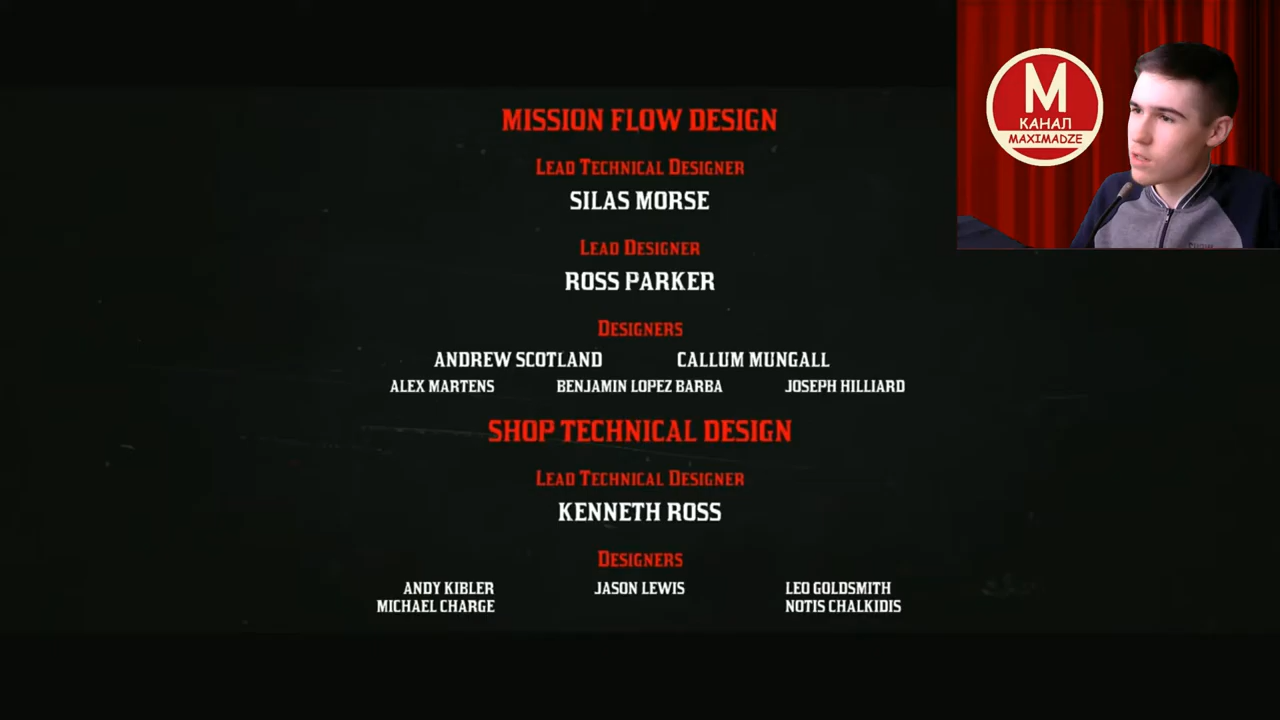 MISSION FLOW DESIGN
LEAD TECHNICAL DESIGNER
SILAS MORSE
LEAD DESIGNER
ROSS PARKER
DESIGNERS
ANDREW SCOTLAND CALLUM MUNGALL
ALEX MARTENS BENJAMIN LOPEZ BARBA JOSEPH HILLIARD
SHOP TECHNICAL DESIGN
LEAD TECHNICAL DESIGNER
KENNETH ROSS
DESIGNERS
ANDY KIBLER JASON LEWIS LEO GOLDSMITH
MICHAEL CHARGE NOTIS CHALKIDIS
М
КАНАЛ
MAXIMADZE